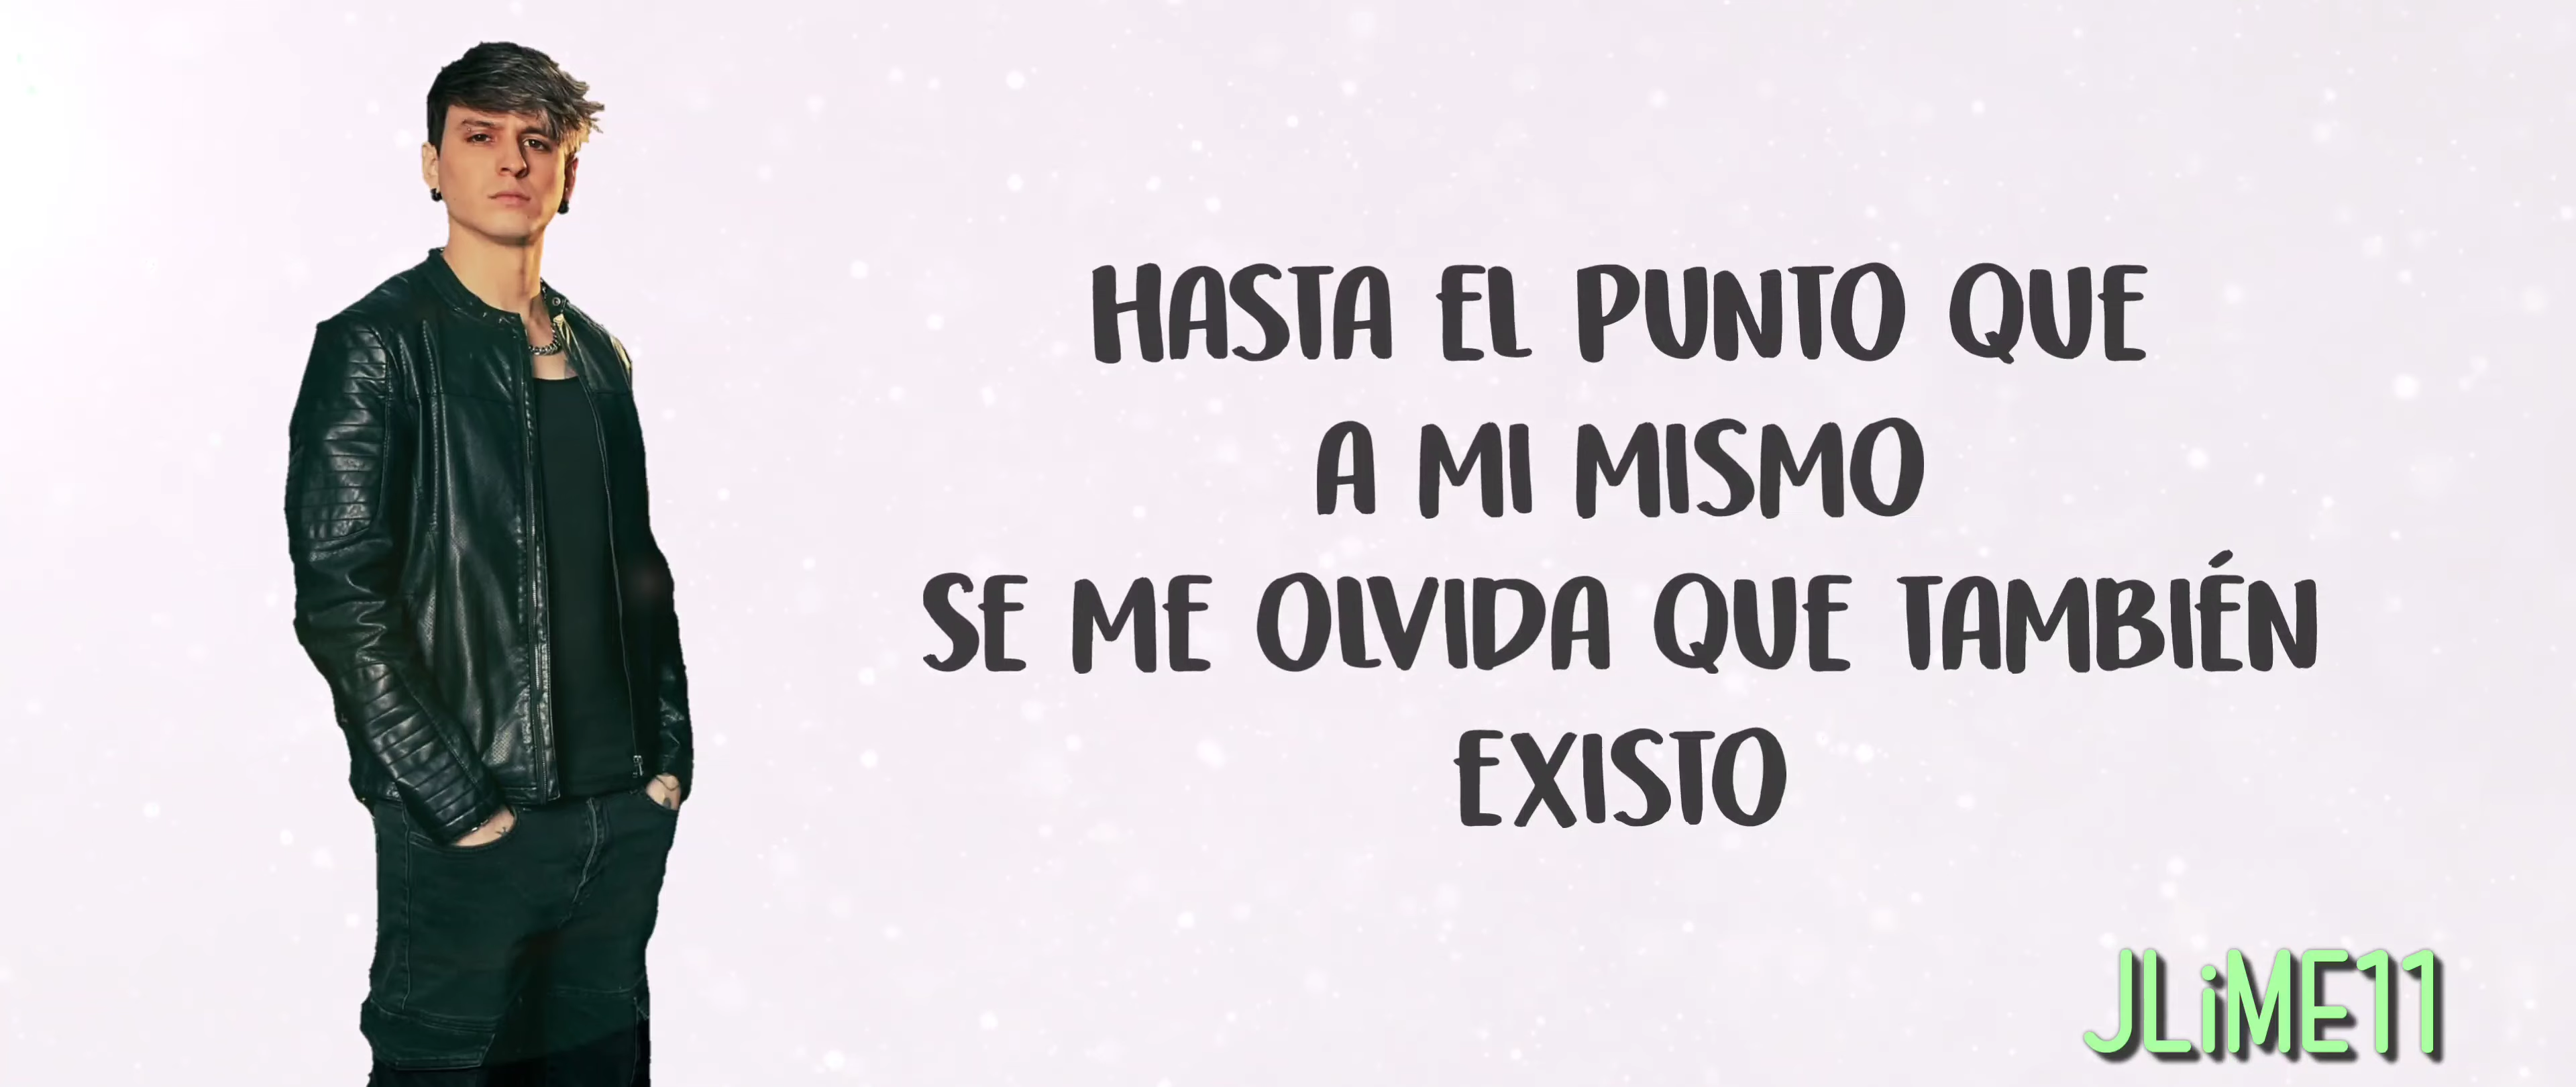 HASTA EL PUNTO QUE
A MI MISMO
SE ME OLVIDA QUE TAMBIÉN
EXISTO
JLiME11